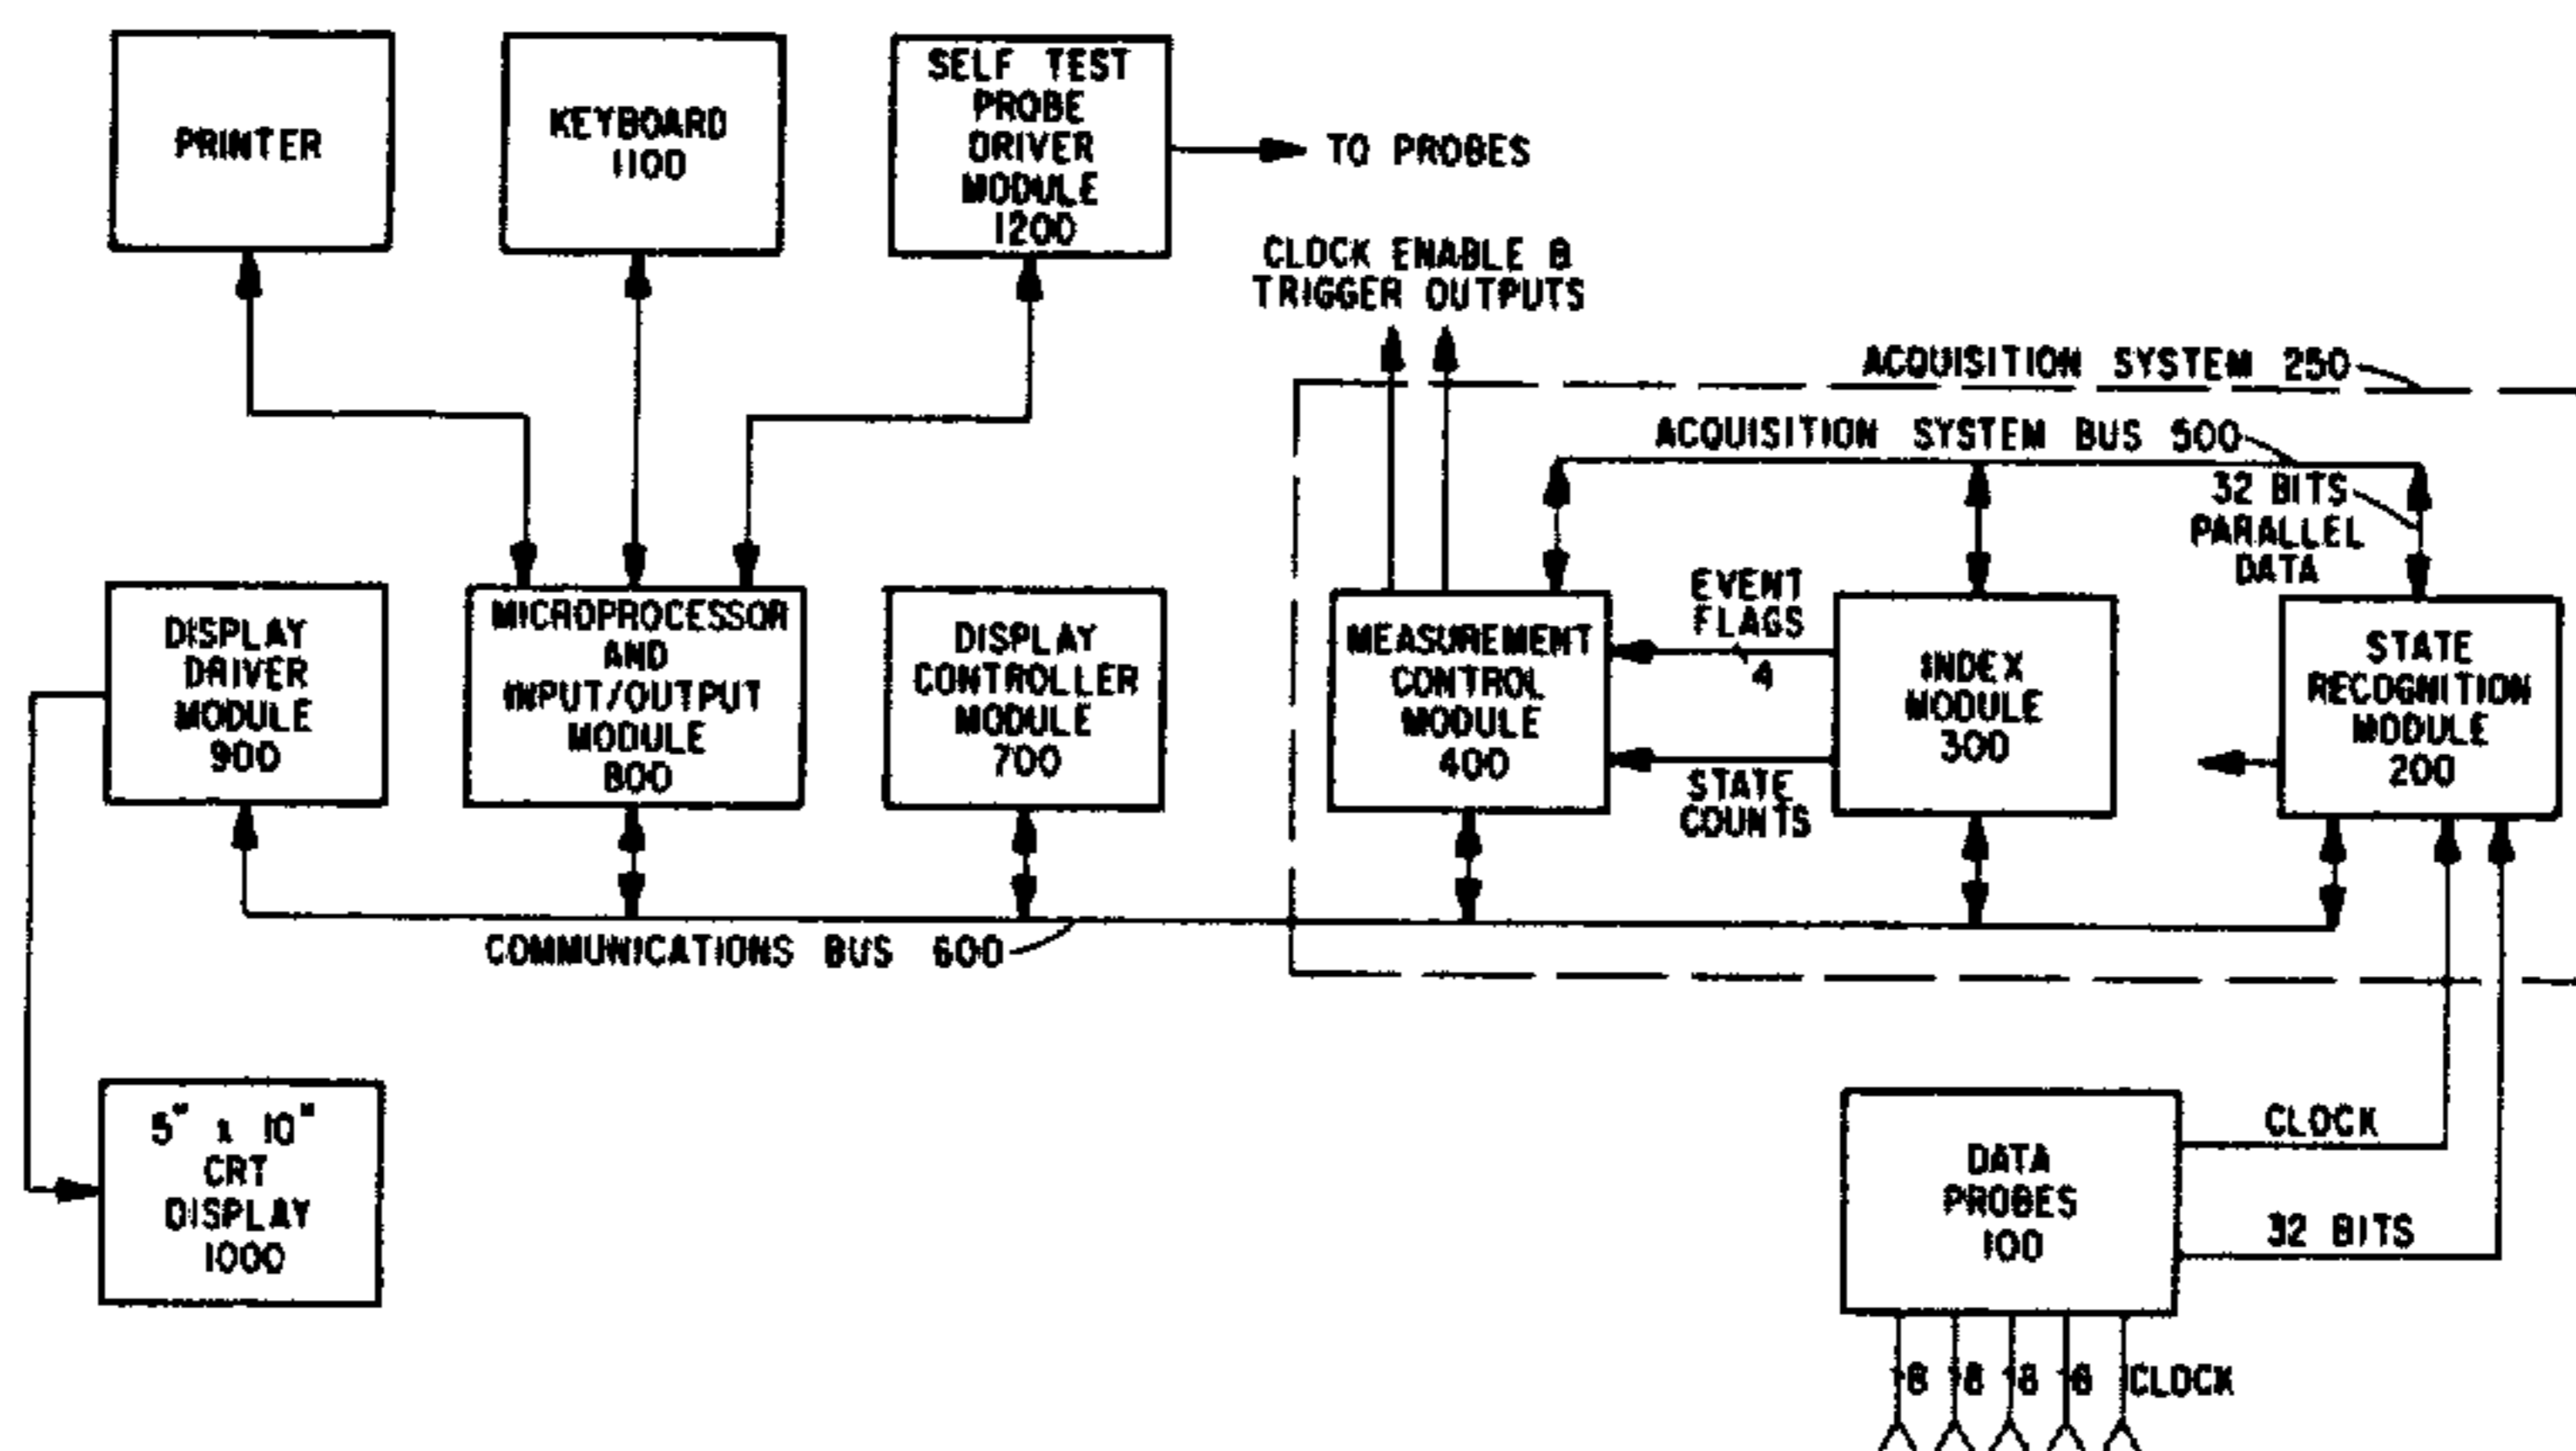 PRINTER
KEYBOARD
1100
SELF TEST
PROBE
DRIVER
MODULE
1200
TO PROBES
CLOCK ENABLE &
TRIGGER OUTPUTS
ACQUISITION SYSTEM 250
ACQUISITION SYSTEM BUS 500
32 BITS
PARALLEL
DATA
DISPLAY
DRIVER
MODULE
900
MICROPROCESSOR
AND
INPUT/OUTPUT
MODULE
800
DISPLAY
CONTROLLER
MODULE
700
MEASUREMENT
CONTROL
MODULE
400
EVENT
FLAGS
4
STATE
COUNTS
INDEX
MODULE
300
STATE
RECOGNITION
MODULE
200
COMMUNICATIONS BUS 600
5" x 10"
CRT
DISPLAY
1000
DATA
PROBES
100
CLOCK
32 BITS
8 8 8 8 CLOCK